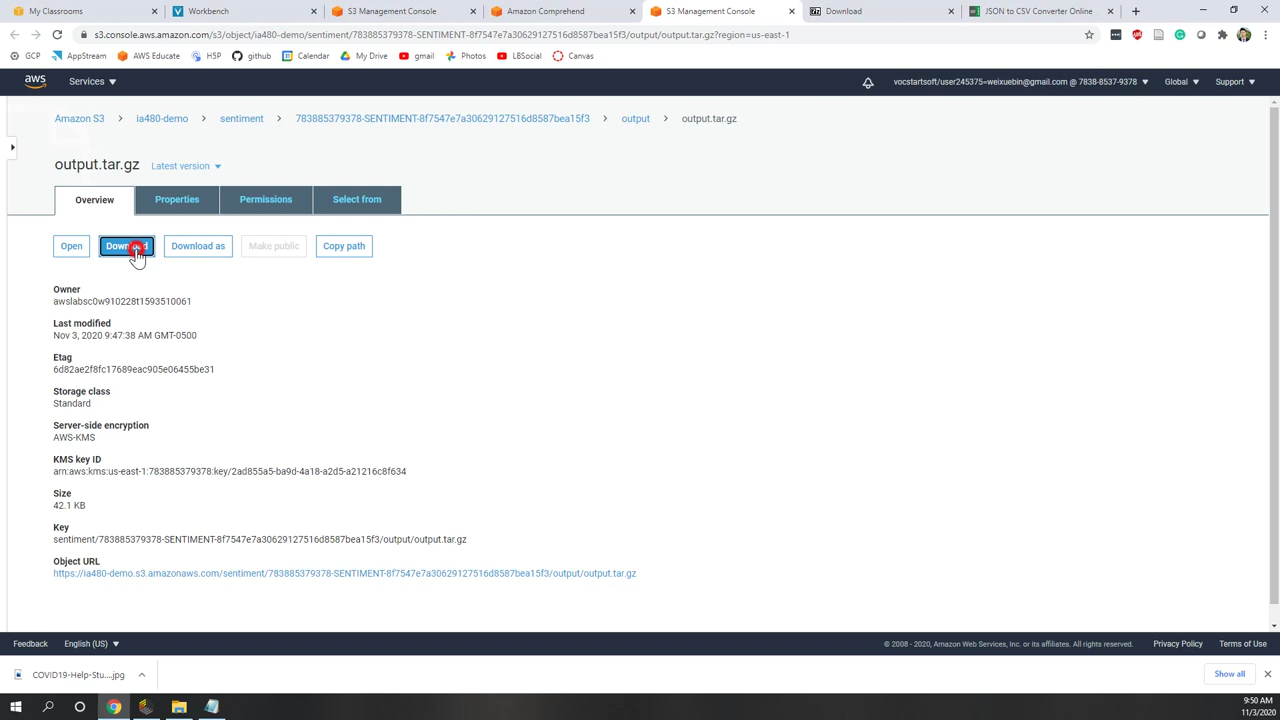 My Classrooms
Workbench
S3 Management Console
Amazon Comprehend
S3 Management Console
Download
JSON to CSV Converter Online
s3.console.aws.amazon.com/s3/object/ia480-demo/sentiment/783885379378-SENTIMENT-8f7547e7a30629127516d8587bea15f3/output/output.tar.gz?region=us-east-1
GCP
AppStream
AWS Educate
H5P
github
Calendar
My Drive
gmail
Photos
LBSocial
Canvas
aws
Services
vocstartsoft/user245375=weixuebin@gmail.com @ 7838-8537-9378
Global
Support
Amazon S3 > ia480-demo > sentiment > 783885379378-SENTIMENT-8f7547e7a30629127516d8587bea15f3 > output > output.tar.gz
output.tar.gz
Latest version
Overview
Properties
Permissions
Select from
Open
Download
Download as
Make public
Copy path
Owner
awslabsc0w910228t1593510061
Last modified
Nov 3, 2020 9:47:38 AM GMT-0500
Etag
6d82ae2f8fc17689eac905e06455be31
Storage class
Standard
Server-side encryption
AWS-KMS
KMS key ID
arn:aws:kms:us-east-1:783885379378:key/2ad855a5-ba9d-4a18-a2d5-a21216c8f634
Size
42.1 KB
Key
sentiment/783885379378-SENTIMENT-8f7547e7a30629127516d8587bea15f3/output/output.tar.gz
Object URL
https://ia480-demo.s3.amazonaws.com/sentiment/783885379378-SENTIMENT-8f7547e7a30629127516d8587bea15f3/output/output.tar.gz
Feedback
English (US)
© 2008 - 2020, Amazon Web Services, Inc. or its affiliates. All rights reserved.
Privacy Policy
Terms of Use
COVID19-Help-Stu....jpg
Show all
9:50 AM
11/3/2020